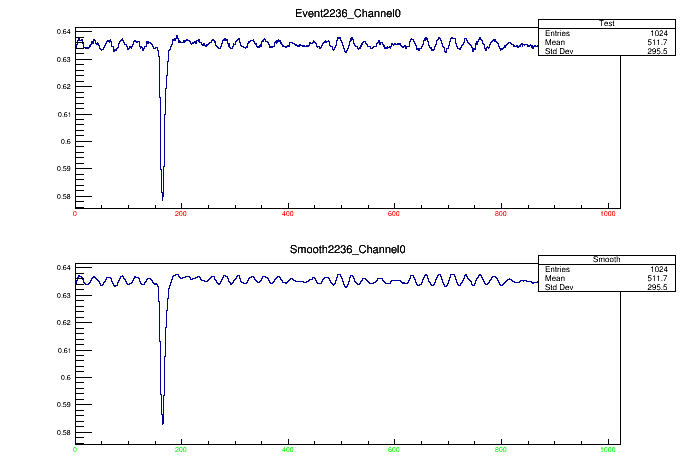 Event2236_Channel0
Test
Entries 1024
Mean 511.7
Std Dev 295.5
0.64
0.63
0.62
0.61
0.6
0.59
0.58
0 200 400 600 800 1000
Smooth2236_Channel0
Smooth
Entries 1024
Mean 511.7
Std Dev 295.5
0.64
0.63
0.62
0.61
0.6
0.59
0.58
0 200 400 600 800 1000